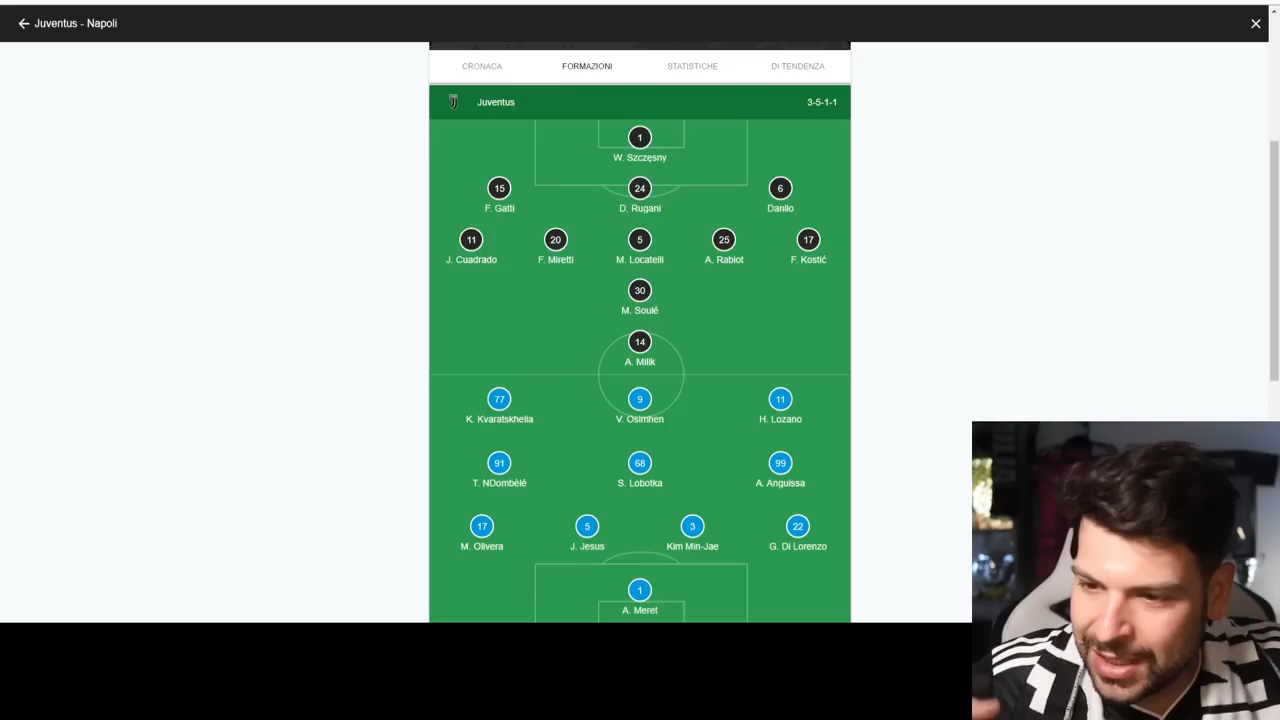 Juventus - Napoli
CRONACA FORMAZIONI STATISTICHE DI TENDENZA
Juventus 3-5-1-1
1
W. Szczęsny
15 24 6
F. Gatti D. Rugani Danilo
11 20 5 25 17
J. Cuadrado F. Miretti M. Locatelli A. Rabiot F. Kostić
30
M. Soulé
14
A. Milik
77 9 11
K. Kvaratskhelia V. Osimhen H. Lozano
91 68 99
T. NDombèlé S. Lobotka A. Anguissa
17 5 3 22
M. Olivera J. Jesus Kim Min-Jae G. Di Lorenzo
1
A. Meret